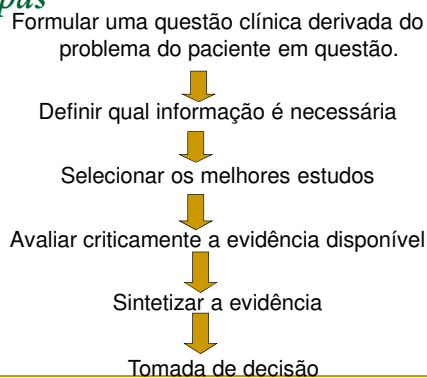 Formular uma questão clínica derivada do
problema do paciente em questão.
Definir qual informação é necessária
Selecionar os melhores estudos
Avaliar criticamente a evidência disponível
Sintetizar a evidência
Tomada de decisão